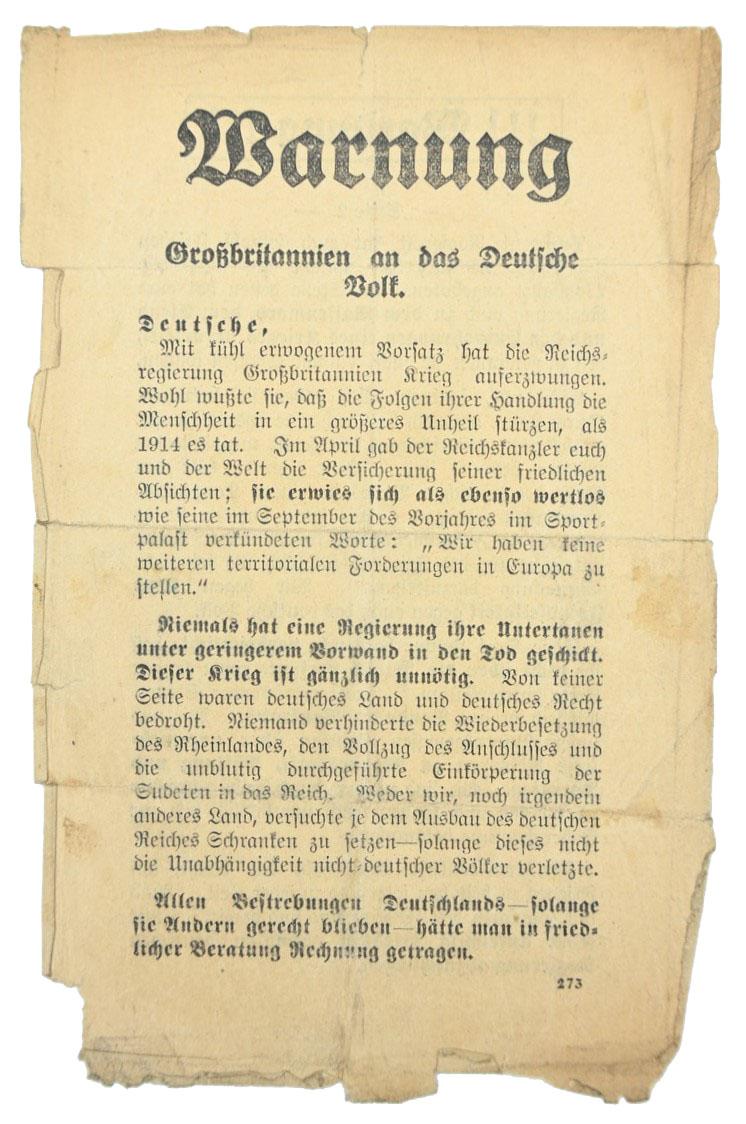 Warnung
Großbritannien an das Deutsche
Volk.
Deutsche,
Mit kühl erwogenem Vorsatz hat die Reichs-
regierung Großbritannien Krieg auferzwungen.
Wohl wußte sie, daß die Folgen ihrer Handlung die
Menschheit in ein größeres Unheil stürzen, als
1914 es tat. Im April gab der Reichskanzler euch
und der Welt die Versicherung seiner friedlichen
Absichten; sie erwies sich als ebenso wertlos
wie seine im September des Vorjahres im Sport-
palast verkündeten Worte: „Wir haben keine
weiteren territorialen Forderungen in Europa zu
stellen.“
Niemals hat eine Regierung ihre Untertanen
unter geringerem Vorwand in den Tod geschickt.
Dieser Krieg ist gänzlich unnötig. Von keiner
Seite waren deutsches Land und deutsches Recht
bedroht. Niemand verhinderte die Wiederbesetzung
des Rheinlandes, den Vollzug des Anschlusses und
die unblutig durchgeführte Einkörperung der
Sudeten in das Reich. Weder wir, noch irgendein
anderes Land, versuchte je dem Ausbau des deutschen
Reiches Schranken zu setzen—solange dieses nicht
die Unabhängigkeit nicht-deutscher Völker verletzte.
Allen Bestrebungen Deutschlands—solange
sie Andern gerecht blieben—hätte man in fried-
licher Beratung Rechnung getragen.
273